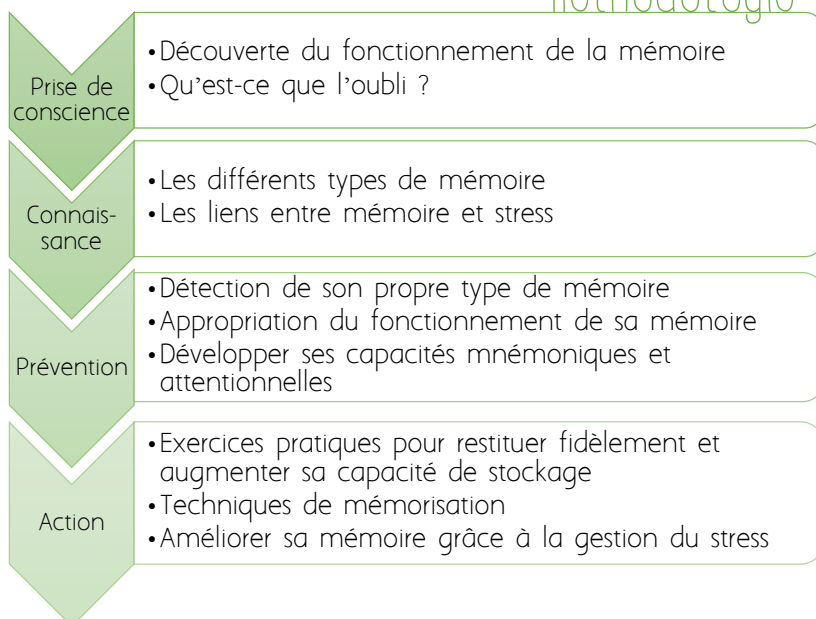 Méthodologie
Prise de
conscience
•Découverte du fonctionnement de la mémoire
•Qu’est-ce que l’oubli ?
Connais-
sance
•Les différents types de mémoire
•Les liens entre mémoire et stress
Prévention
•Détection de son propre type de mémoire
•Appropriation du fonctionnement de sa mémoire
•Développer ses capacités mnémoniques et
attentionnelles
Action
•Exercices pratiques pour restituer fidèlement et
augmenter sa capacité de stockage
•Techniques de mémorisation
•Améliorer sa mémoire grâce à la gestion du stress